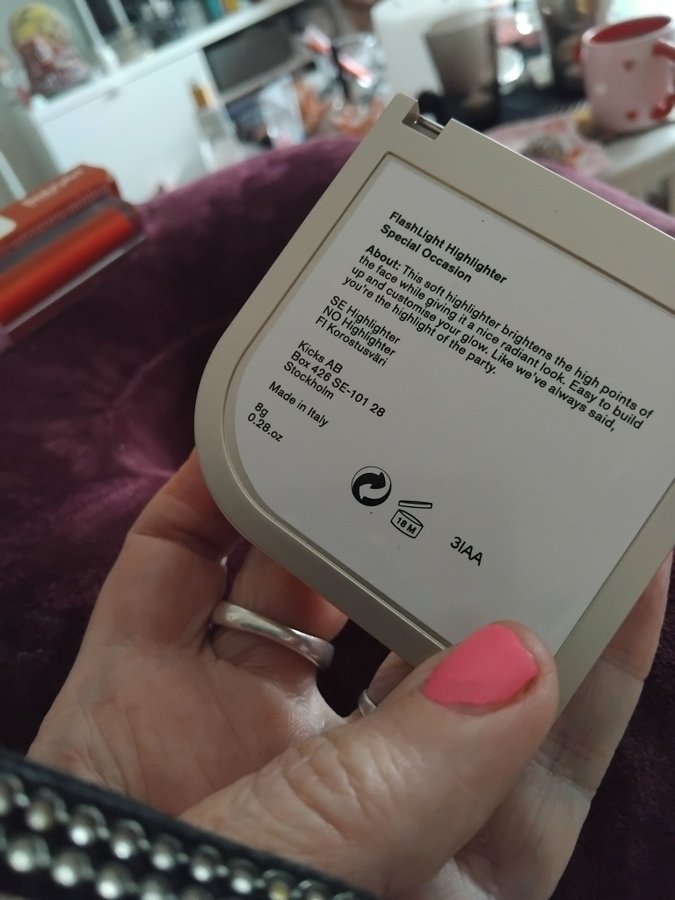 FlashLight Highlighter
Special Occasion
About: This soft highlighter brightens the high points of
the face while giving it a nice radiant look. Easy to build
up and customise your glow. Like we've always said,
you're the highlight of the party.
SE Highlighter
NO Highlighter
FI Korostusväri
Kicks AB
Box 426 SE-101 28
Stockholm
Made in Italy
8g
0.28.oz
18 M
3IAA